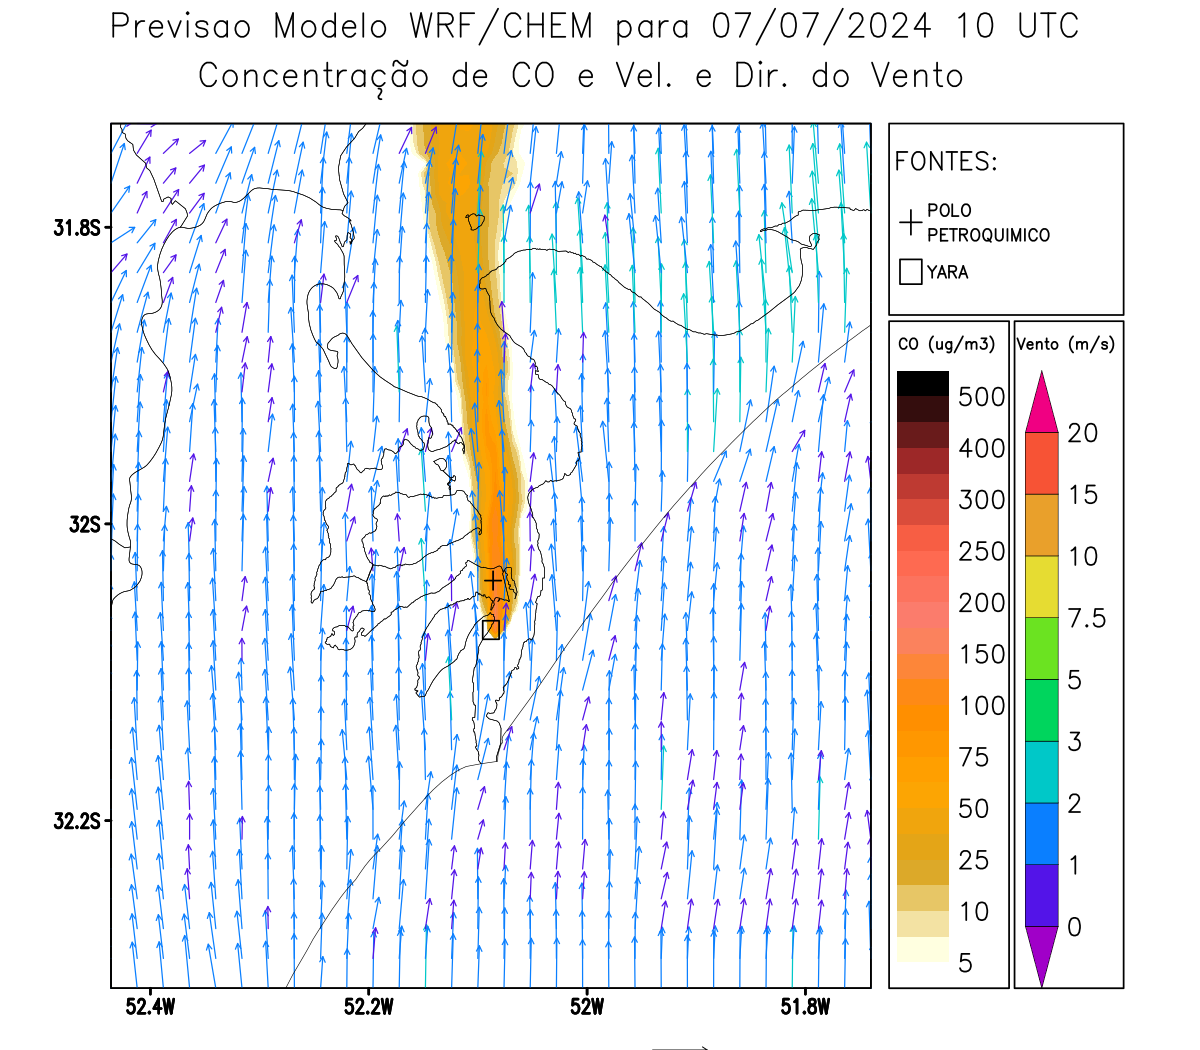 Previsao Modelo WRF/CHEM para 07/07/2024 10 UTC
Concentração de CO e Vel. e Dir. do Vento
FONTES:
POLO
PETROQUIMICO
YARA
CO (ug/m3)
500
400
300
250
200
150
100
75
50
25
10
5
Vento (m/s)
20
15
10
7.5
5
3
2
1
0
31.8S
32S
32.2S
52.4W
52.2W
52W
51.8W